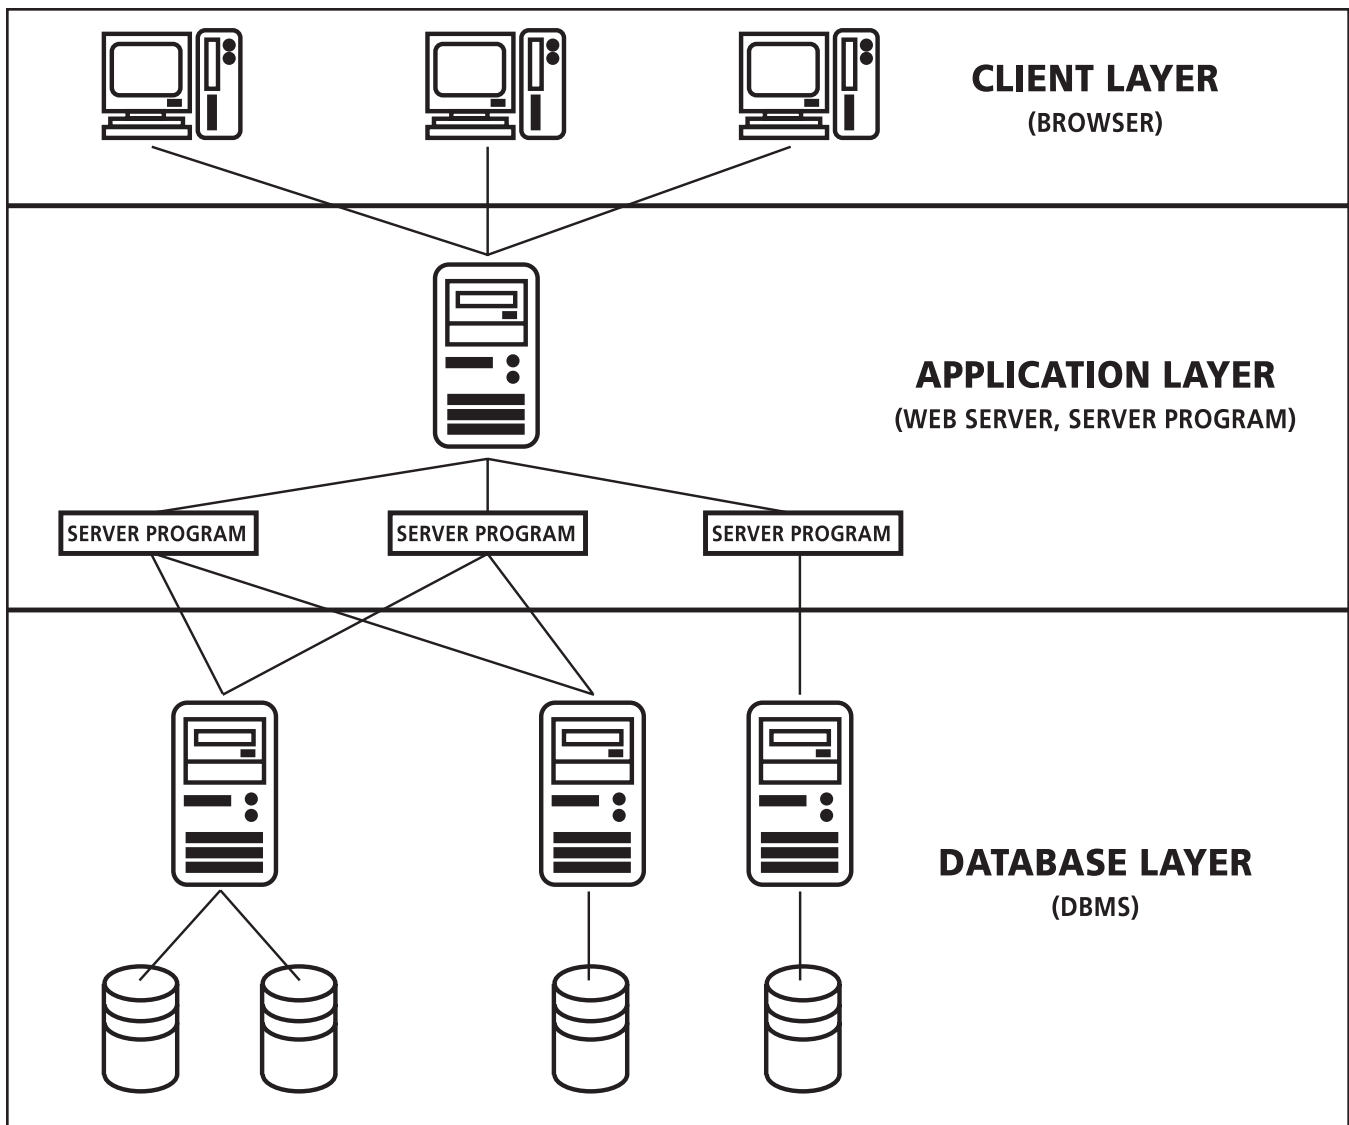 CLIENT LAYER
(BROWSER)
APPLICATION LAYER
(WEB SERVER, SERVER PROGRAM)
SERVER PROGRAM
SERVER PROGRAM
SERVER PROGRAM
DATABASE LAYER
(DBMS)